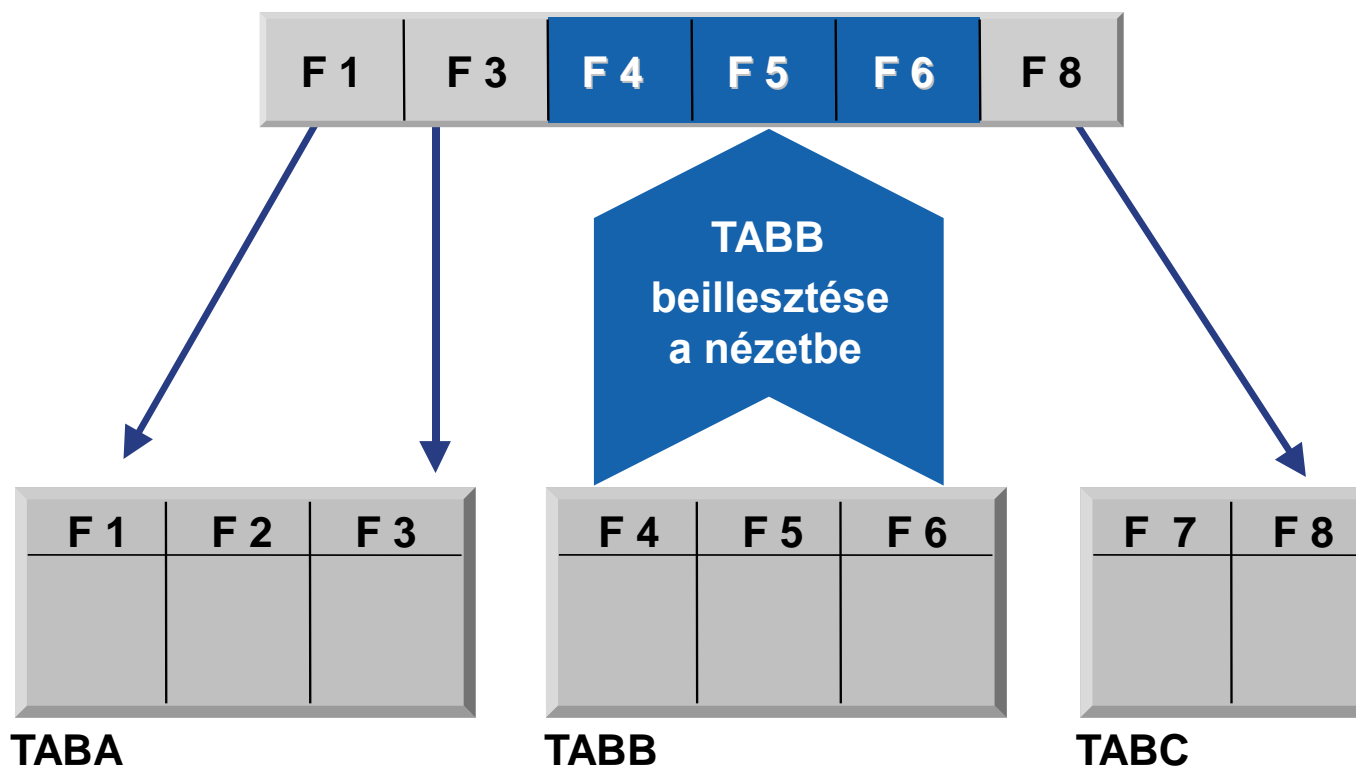 F 1 F 3 F 4 F 5 F 6 F 8
TABB
beillesztése
a nézetbe
F 1 F 2 F 3 F 4 F 5 F 6 F 7 F 8
TABA TABB TABC